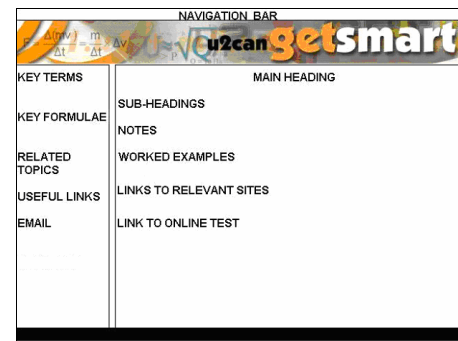 NAVIGATION BAR
u2can getsmart
KEY TERMS
KEY FORMULAE
RELATED
TOPICS
USEFUL LINKS
EMAIL
MAIN HEADING
SUB-HEADINGS
NOTES
WORKED EXAMPLES
LINKS TO RELEVANT SITES
LINK TO ONLINE TEST